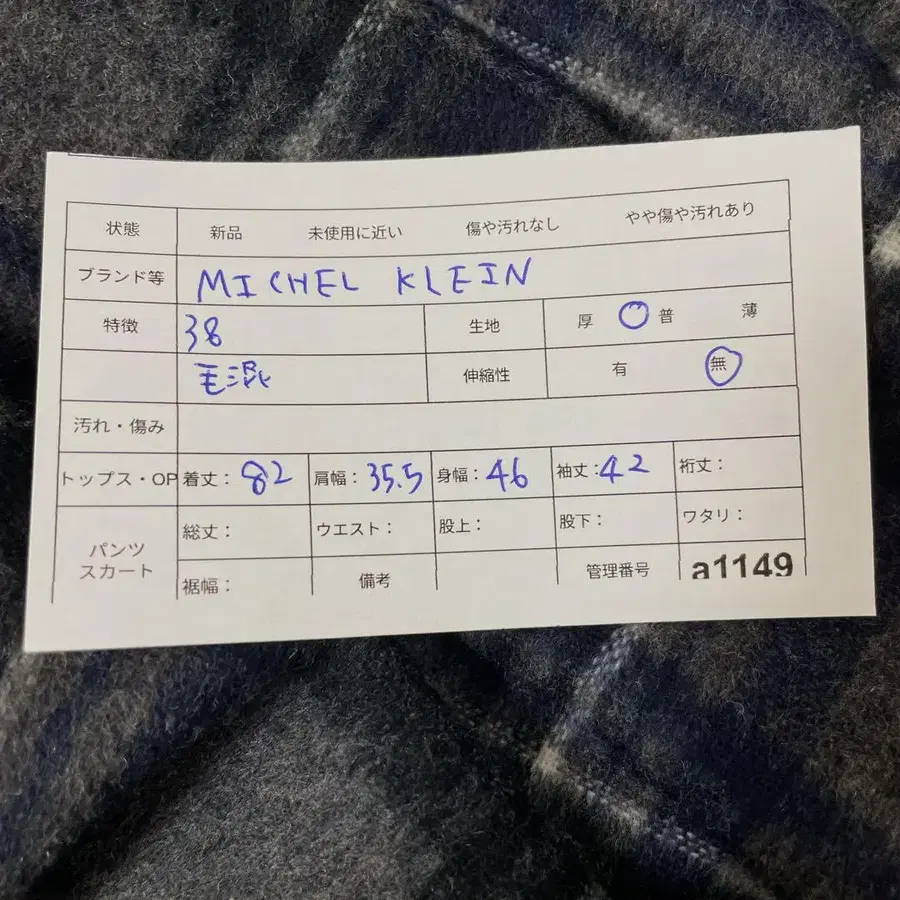 状態 新品 未使用に近い 傷や汚れなし やや傷や汚れあり
ブランド等 MICHEL KLEIN
特徴 38 生地 厚 普 薄
毛混 伸縮性 有 無
汚れ・傷み
トップス・OP 着丈：82 肩幅：35.5 身幅：46 袖丈：42 裄丈：
パンツ スカート 総丈： ウエスト： 股上： 股下： ワタリ：
裾幅： 備考 管理番号 a1149